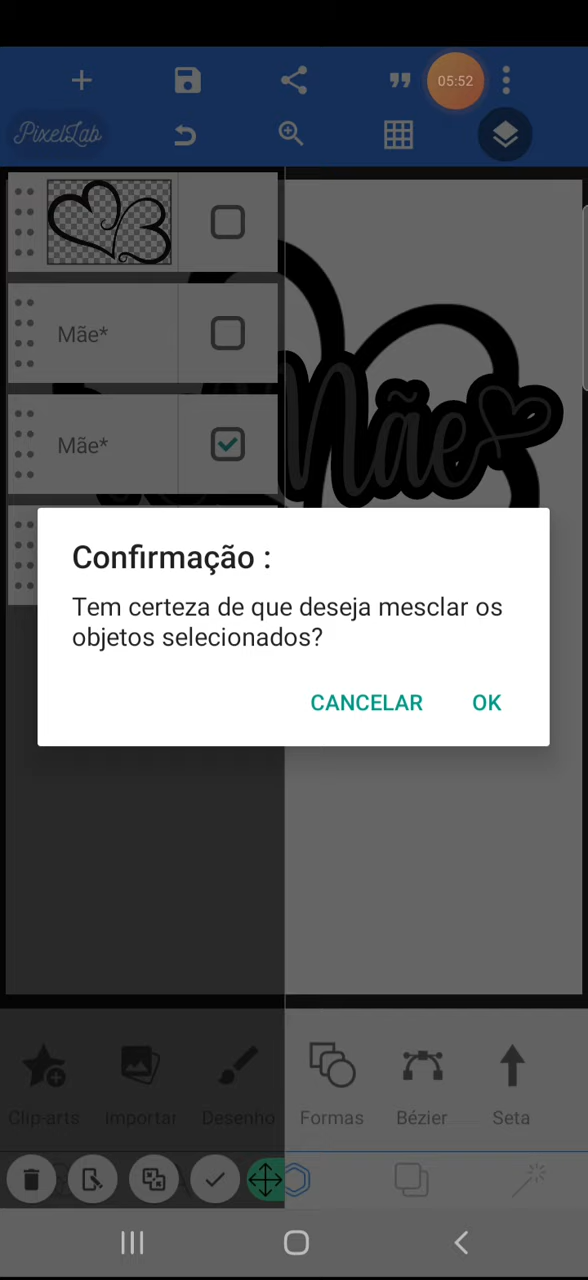 05:52
PixelLab
Mãe*
Mãe*
Mãe
Confirmação :
Tem certeza de que deseja mesclar os
objetos selecionados?
CANCELAR OK
Clip-arts Importar Desenho Formas Bézier Seta